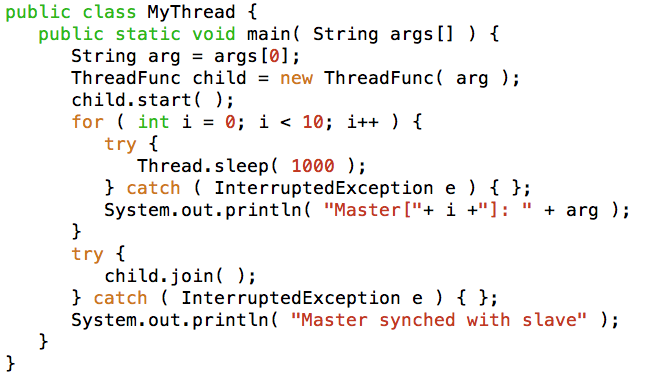 public class MyThread {
   public static void main( String args[] ) {
      String arg = args[0];
      ThreadFunc child = new ThreadFunc( arg );
      child.start( );
      for ( int i = 0; i < 10; i++ ) {
         try {
            Thread.sleep( 1000 );
         } catch ( InterruptedException e ) { };
         System.out.println( "Master["+ i +"]: " + arg );
      }
      try {
         child.join( );
      } catch ( InterruptedException e ) { };
      System.out.println( "Master synched with slave" );
   }
}